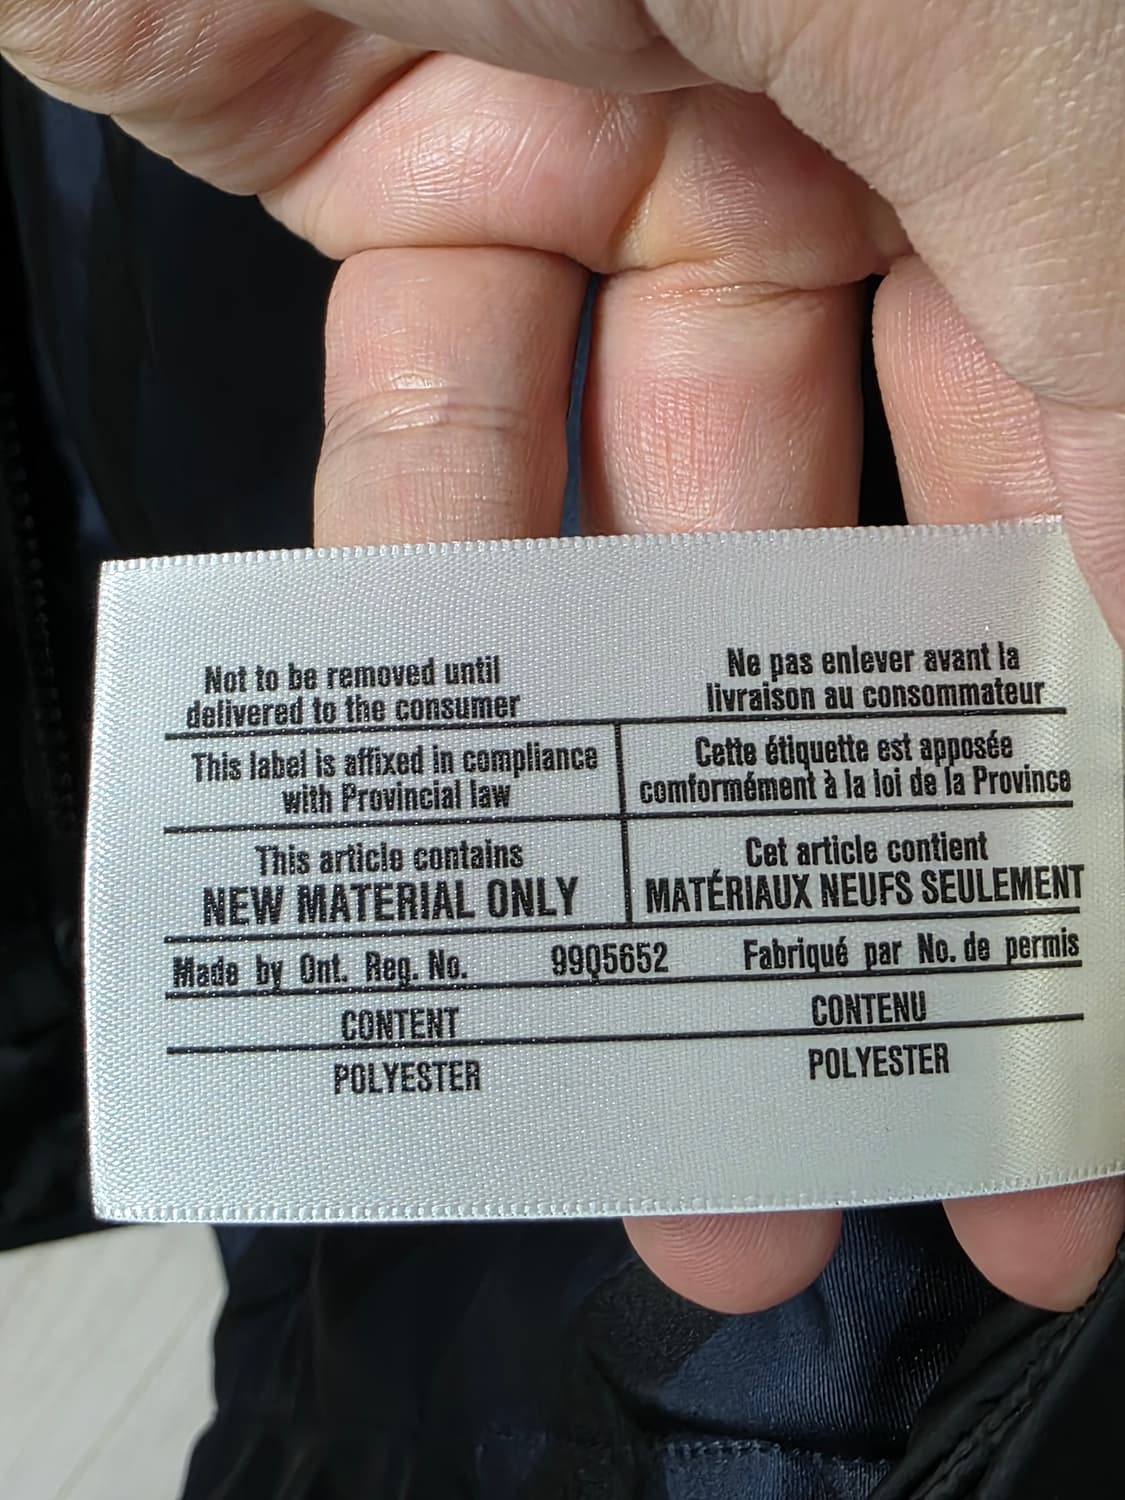 Not to be removed until
delivered to the consumer
Ne pas enlever avant la
livraison au consommateur
This label is affixed in compliance
with Provincial law
Cette étiquette est apposée
comformément à la loi de la Province
This article contains
NEW MATERIAL ONLY
Cet article contient
MATÉRIAUX NEUFS SEULEMENT
Made by Ont. Reg. No. 99Q5652 Fabriqué par No. de permis
CONTENT CONTENU
POLYESTER POLYESTER